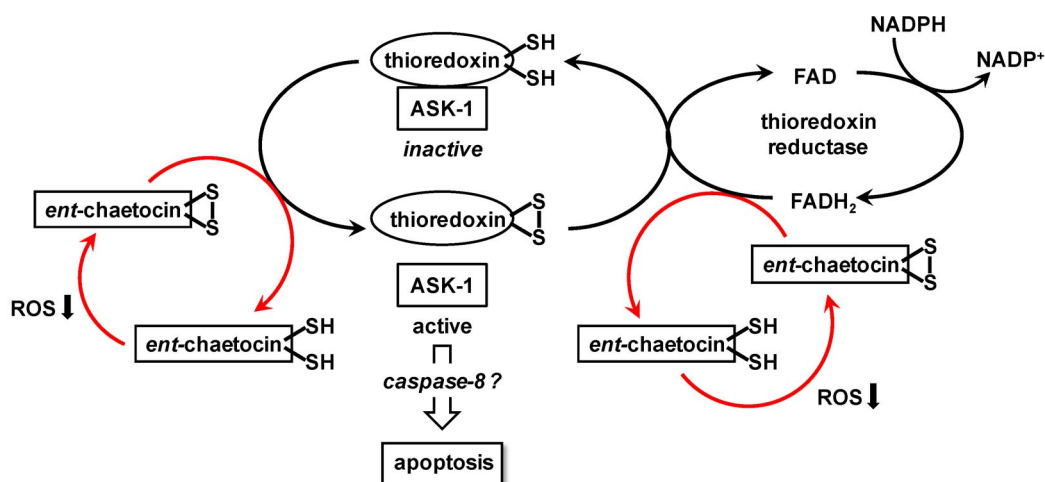 NADPH
NADP+
thioredoxin
SH
SH
FAD
ASK-1
inactive
thioredoxin
reductase
ent-chaetocin
S
S
thioredoxin
S
S
FADH2
ent-chaetocin
S
S
ASK-1
ROS
active
ent-chaetocin
SH
SH
ent-chaetocin
SH
SH
caspase-8 ?
ROS
apoptosis